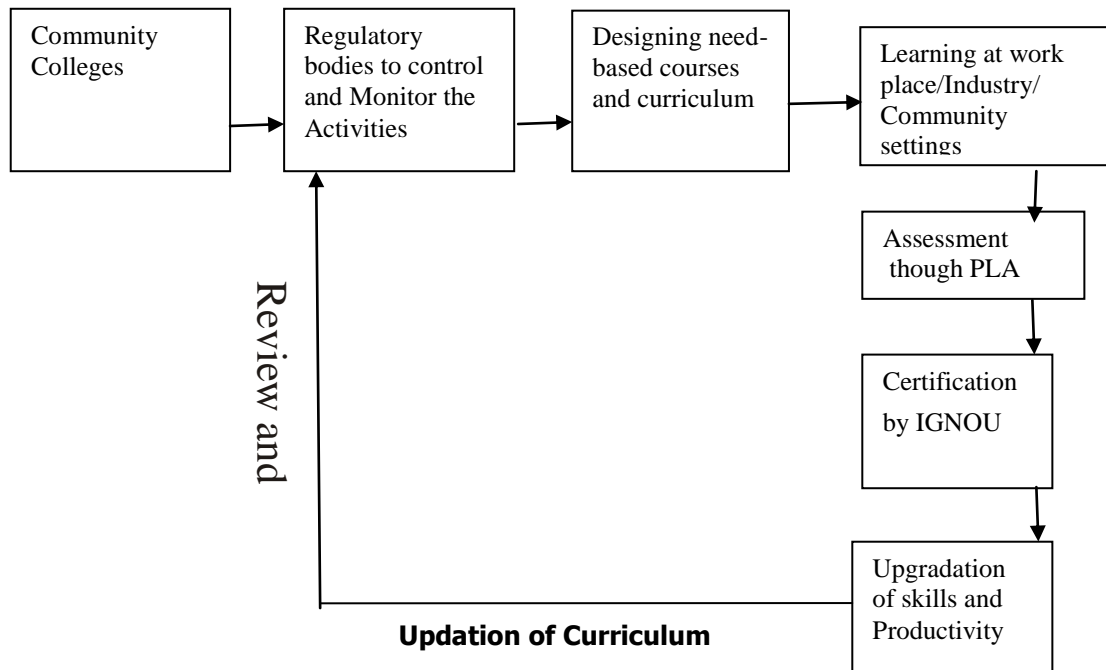 Community
Colleges
Regulatory
bodies to control
and Monitor the
Activities
Designing need-
based courses
and curriculum
Learning at work
place/Industry/
Community
settings
Assessment
though PLA
Certification
by IGNOU
Upgradation
of skills and
Productivity
Review and
Updation of Curriculum